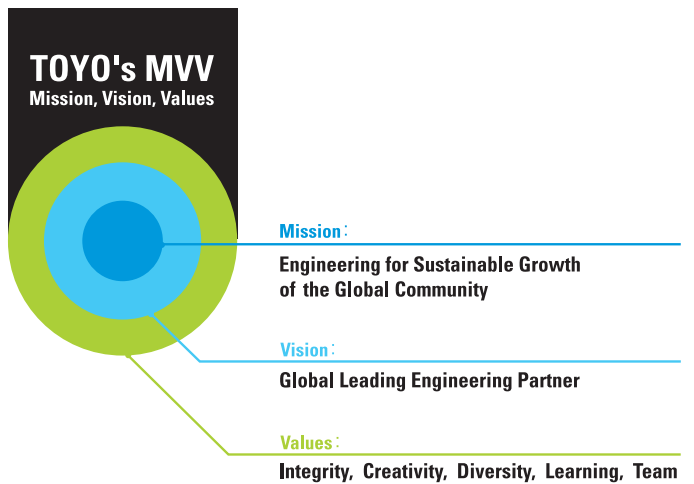 TOYO's MVV
Mission, Vision, Values
Mission:
Engineering for Sustainable Growth
of the Global Community
Vision:
Global Leading Engineering Partner
Values:
Integrity, Creativity, Diversity, Learning, Team